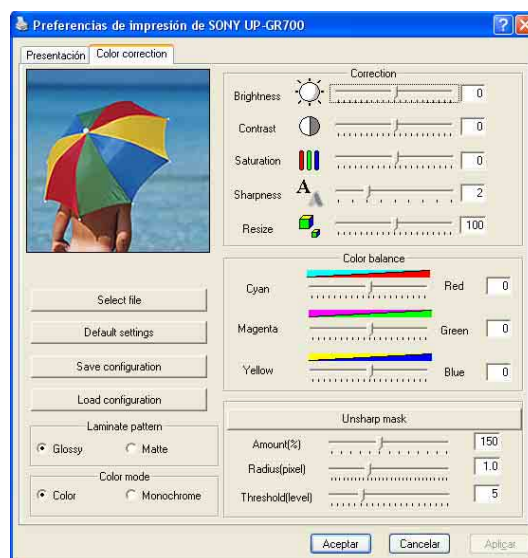 Preferencias de impresión de SONY UP-GR700
Presentación
Color correction
Correction
Brightness 0
Contrast 0
Saturation 0
Sharpness A A 2
Resize 100
Color balance
Cyan Red 0
Magenta Green 0
Yellow Blue 0
Select file
Default settings
Save configuration
Load configuration
Laminate pattern
Glossy Matte
Color mode
Color Monochrome
Unsharp mask
Amount(%) 150
Radius(pixel) 1.0
Threshold(level) 5
Aceptar Cancelar Aplicar